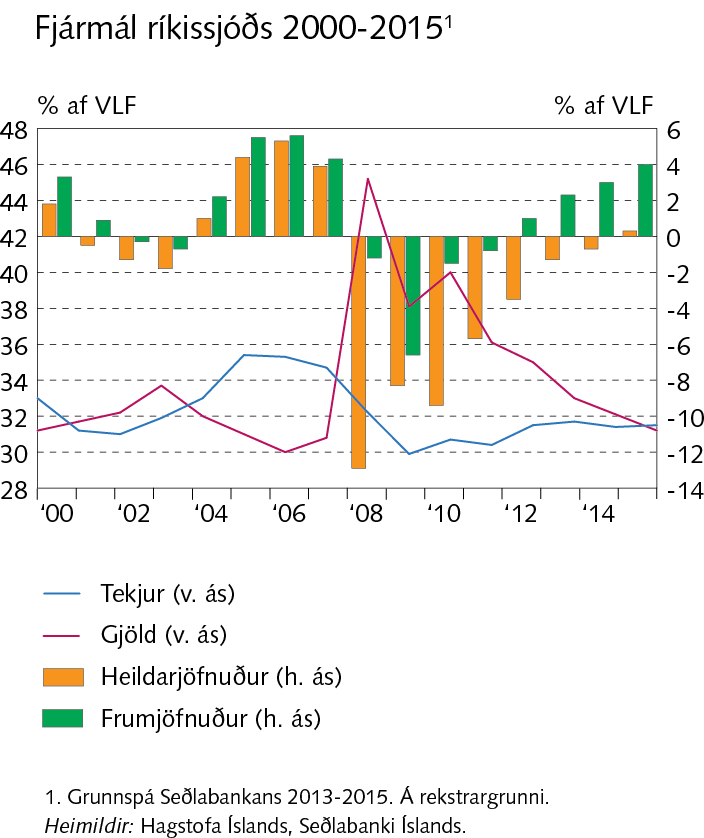 Fjármál ríkissjóðs 2000-2015¹
% af VLF % af VLF
48 6
46 4
44 2
42 0
40 -2
38 -4
36 -6
34 -8
32 -10
30 -12
28 -14
‘00 ‘02 ‘04 ‘06 ‘08 ‘10 ‘12 ‘14
Tekjur (v. ás)
Gjöld (v. ás)
Heildarjöfnuður (h. ás)
Frumjöfnuður (h. ás)
1. Grunnspá Seðlabankans 2013-2015. Á rekstrargrunni.
Heimildir: Hagstofa Íslands, Seðlabanki Íslands.